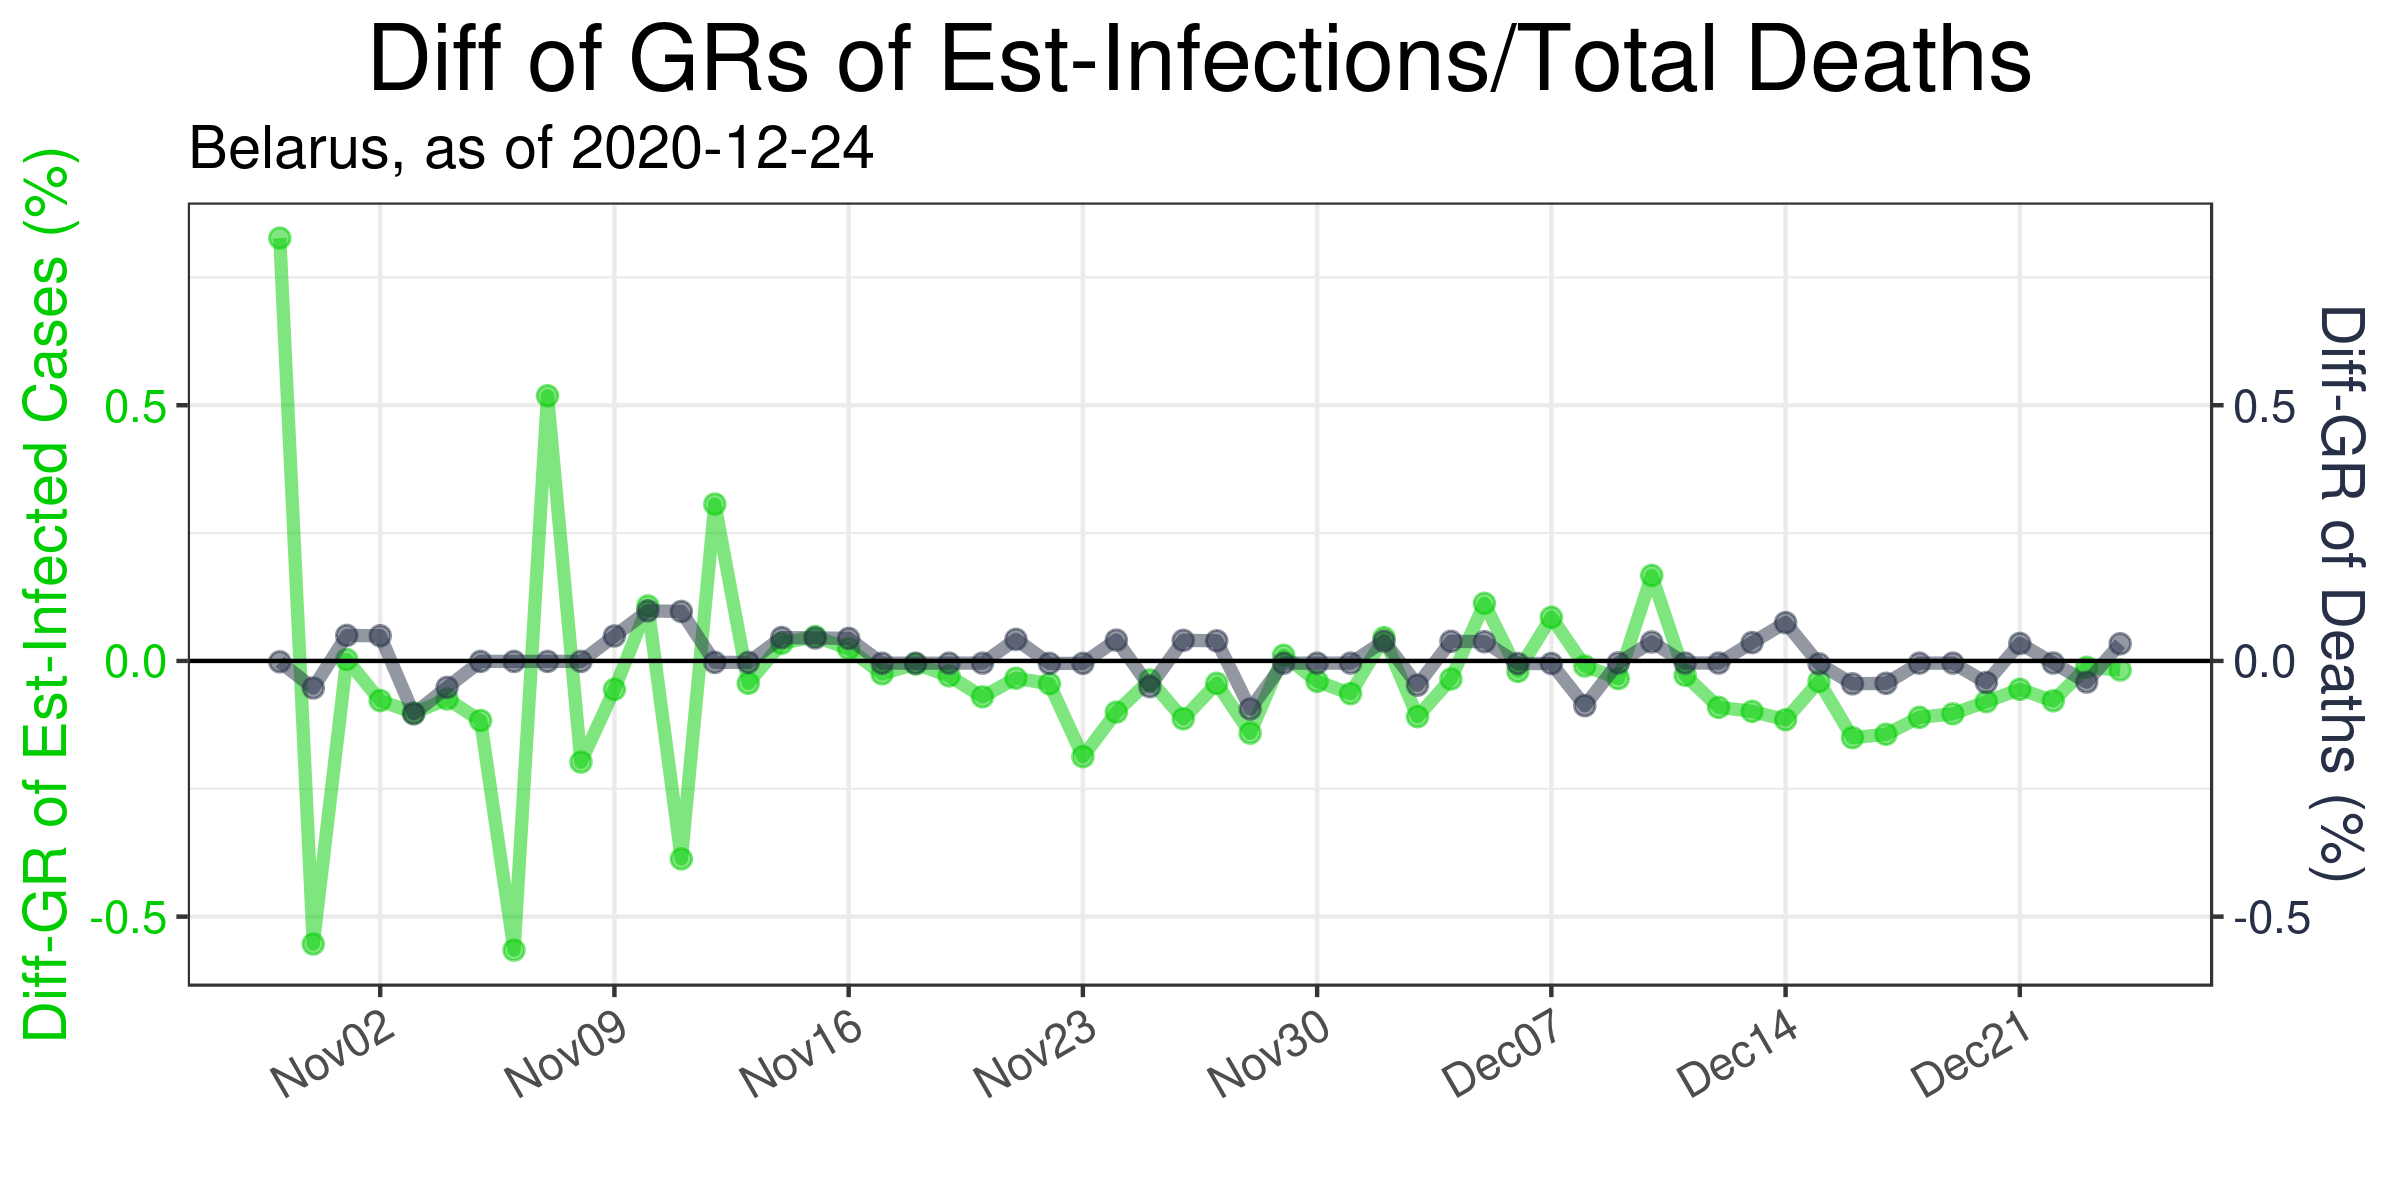 Diff of GRs of Est-Infections/Total Deaths
Belarus, as of 2020-12-24
Diff-GR of Est-Infected Cases (%)
0.5
0.0
-0.5
0.5
0.0
-0.5
Diff-GR of Deaths (%)
Nov02
Nov09
Nov16
Nov23
Nov30
Dec07
Dec14
Dec21